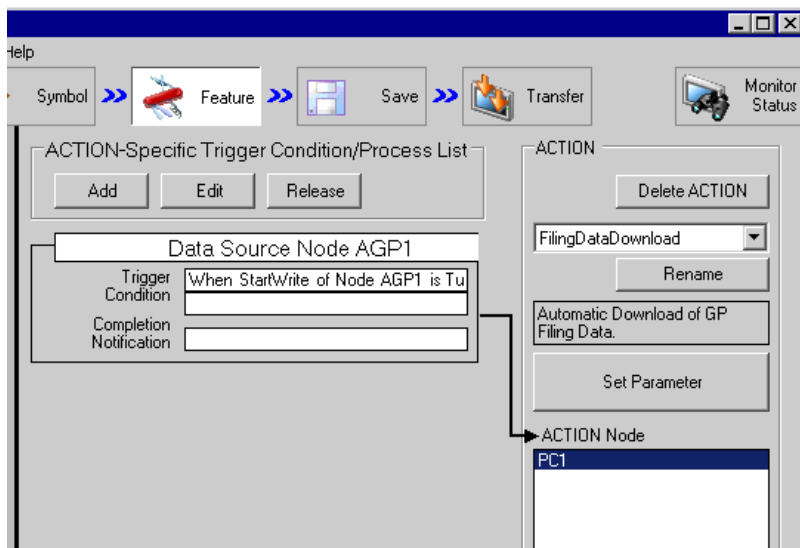 Help
Symbol
Feature
Save
Transfer
Monitor
Status
ACTION-Specific Trigger Condition/Process List
Add
Edit
Release
Data Source Node AGP1
Trigger
Condition
When StartWrite of Node AGP1 is Tu
Completion
Notification
ACTION
Delete ACTION
FilingDataDownload
Rename
Automatic Download of GP
Filing Data.
Set Parameter
ACTION Node
PC1